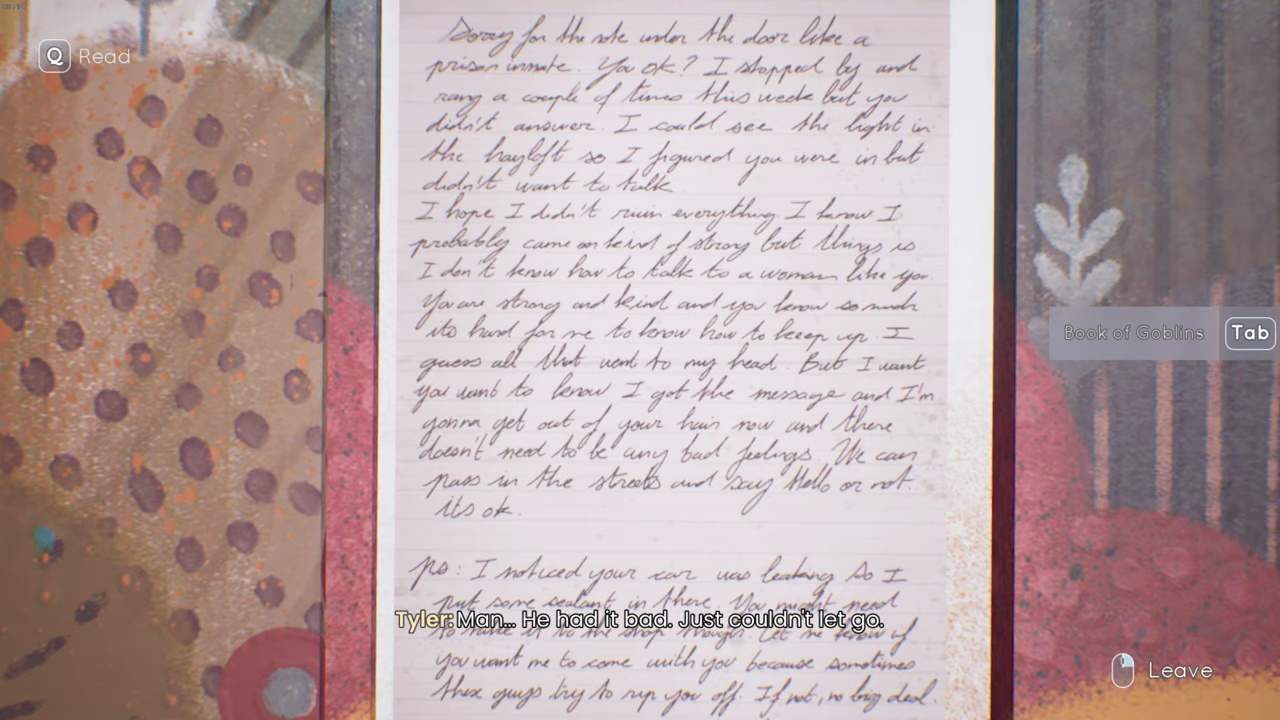 Read
Q
Sorry for the note under the door like a
prison inmate. You ok? I stopped by and
rang a couple of times this week but you
didn't answer. I could see the light in
the hayloft so I figured you were in but
didn't want to talk
I hope I didn't ruin everything. I know I
probably came on kind of strong but things is
I don't know how to talk to a woman like you.
You are strong and kind and you know so much
its hard for me to know how to keep up. I
guess all that went to my head. But I want
you want to know I got the message and I'm
gonna get out of your hair now and there
doesn't need to be any bad feelings. We can
pass in the streets and say Hello or not.
its ok.
ps: I noticed your car was leaking so I
put some sealant in there. You might need
Tyler: Man... He had it bad. Just couldn't let go.
to take it to the shop though. Let me know if
you want me to come with you because sometimes
these guys try to rip you off. If not, no big deal.
Book of Goblins
Tab
Leave